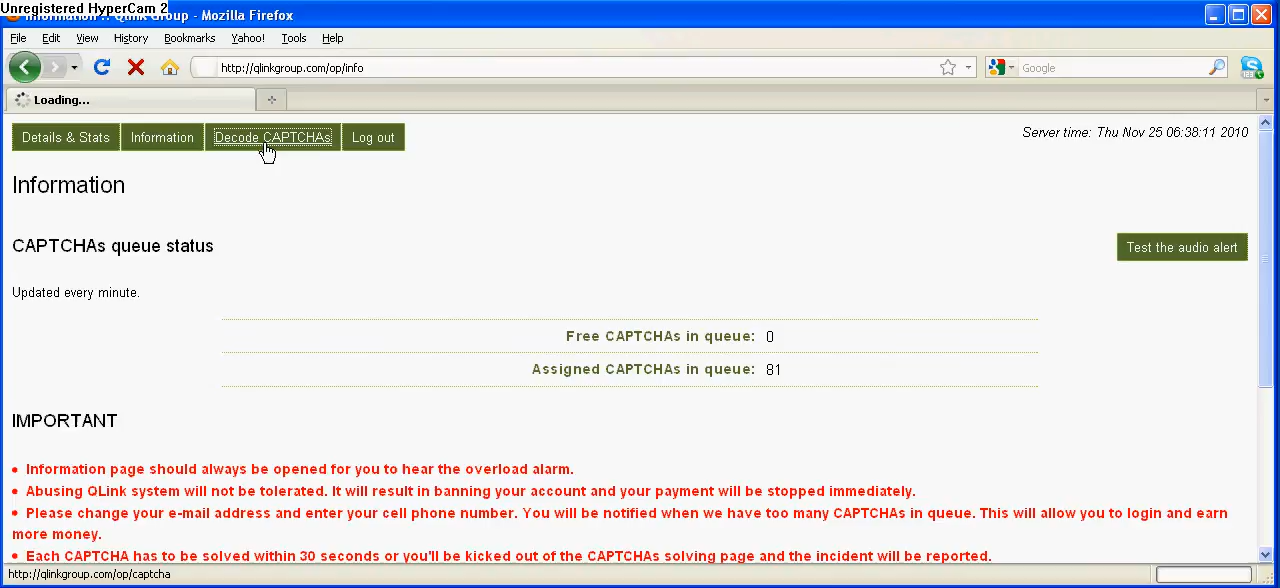 Unregistered HyperCam 2
Information :: QLink Group - Mozilla Firefox
File Edit View History Bookmarks Yahoo! Tools Help
http://qlinkgroup.com/op/info
Google
Loading...
Details & Stats Information Decode CAPTCHAs Log out
Server time: Thu Nov 25 06:38:11 2010
Information
CAPTCHAs queue status
Test the audio alert
Updated every minute.
Free CAPTCHAs in queue: 0
Assigned CAPTCHAs in queue: 81
IMPORTANT
• Information page should always be opened for you to hear the overload alarm.
• Abusing QLink system will not be tolerated. It will result in banning your account and your payment will be stopped immediately.
• Please change your e-mail address and enter your cell phone number. You will be notified when we have too many CAPTCHAs in queue. This will allow you to login and earn
more money.
• Each CAPTCHA has to be solved within 30 seconds or you'll be kicked out of the CAPTCHAs solving page and the incident will be reported.
http://qlinkgroup.com/op/captcha